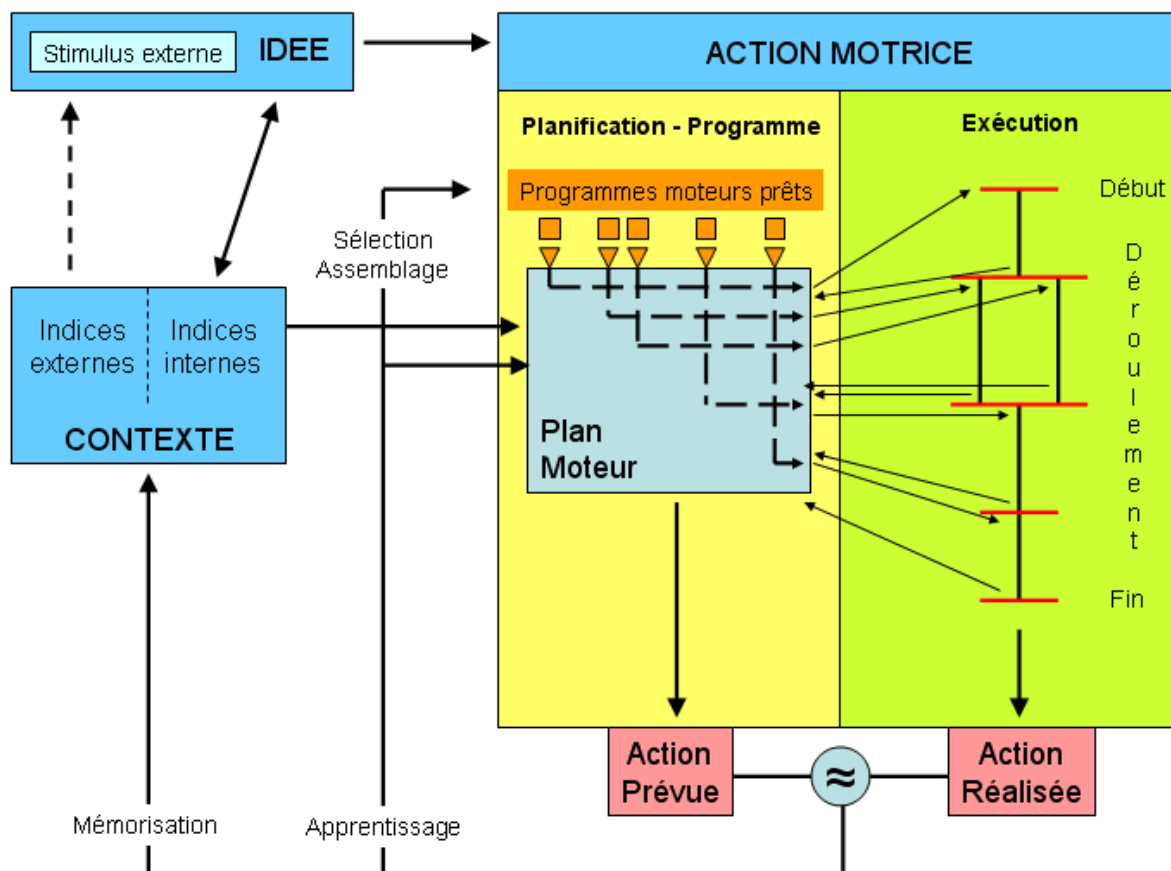 Stimulus externe
IDEE
ACTION MOTRICE
Planification - Programme
Exécution
Programmes moteurs prêts
Début
Sélection
Assemblage
Déroulement
Indices
externes
Indices
internes
CONTEXTE
Plan
Moteur
Fin
Action
Prévue
≈
Action
Réalisée
Mémorisation
Apprentissage